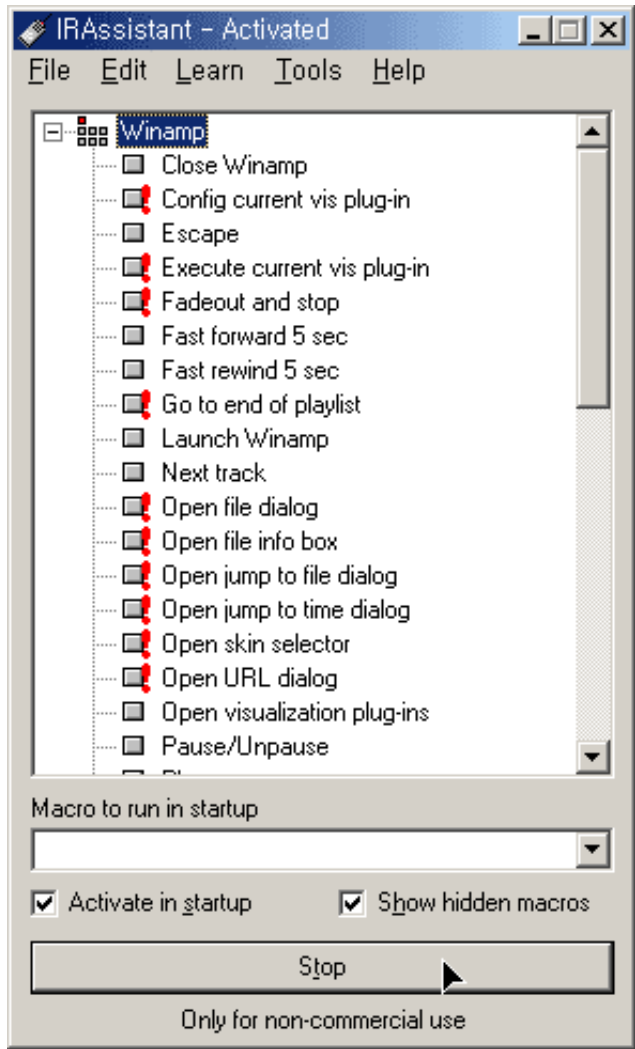 IRAssistant - Activated
File Edit Learn Tools Help
Winamp
Close Winamp
Config current vis plug-in
Escape
Execute current vis plug-in
Fadeout and stop
Fast forward 5 sec
Fast rewind 5 sec
Go to end of playlist
Launch Winamp
Next track
Open file dialog
Open file info box
Open jump to file dialog
Open jump to time dialog
Open skin selector
Open URL dialog
Open visualization plug-ins
Pause/Unpause
Macro to run in startup
Activate in startup Show hidden macros
Stop
Only for non-commercial use